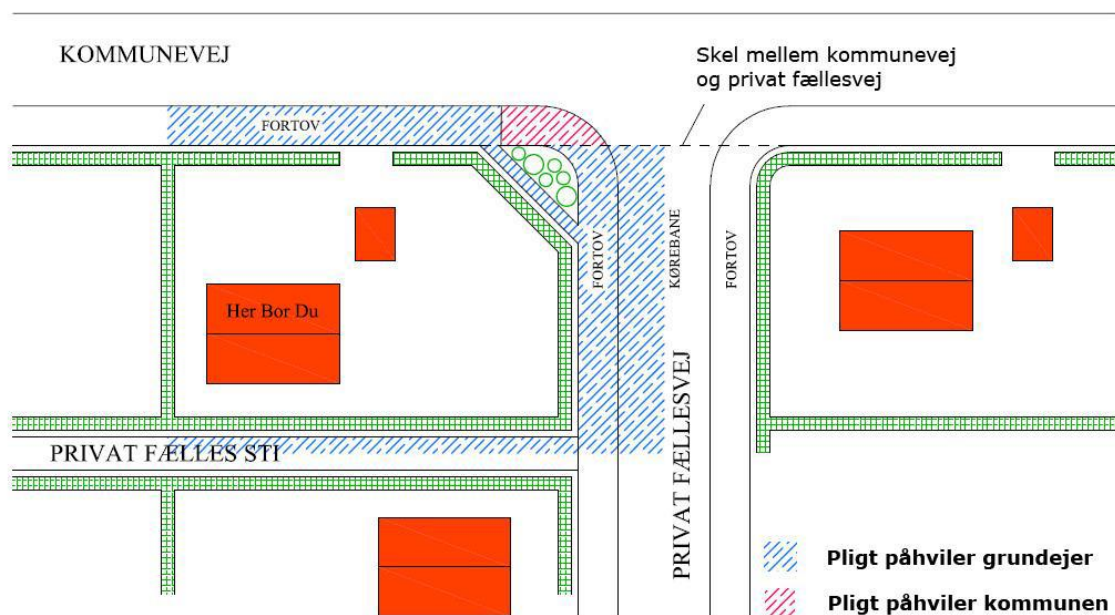 KOMMUNEVEJ
Skel mellem kommunevej
og privat fællesvej
FORTOV
FORTOV
KØREBANE
FORTOV
Her Bor Du
PRIVAT FÆLLESVEJ
PRIVAT FÆLLES STI
Pligt påhviler grundejer
Pligt påhviler kommunen